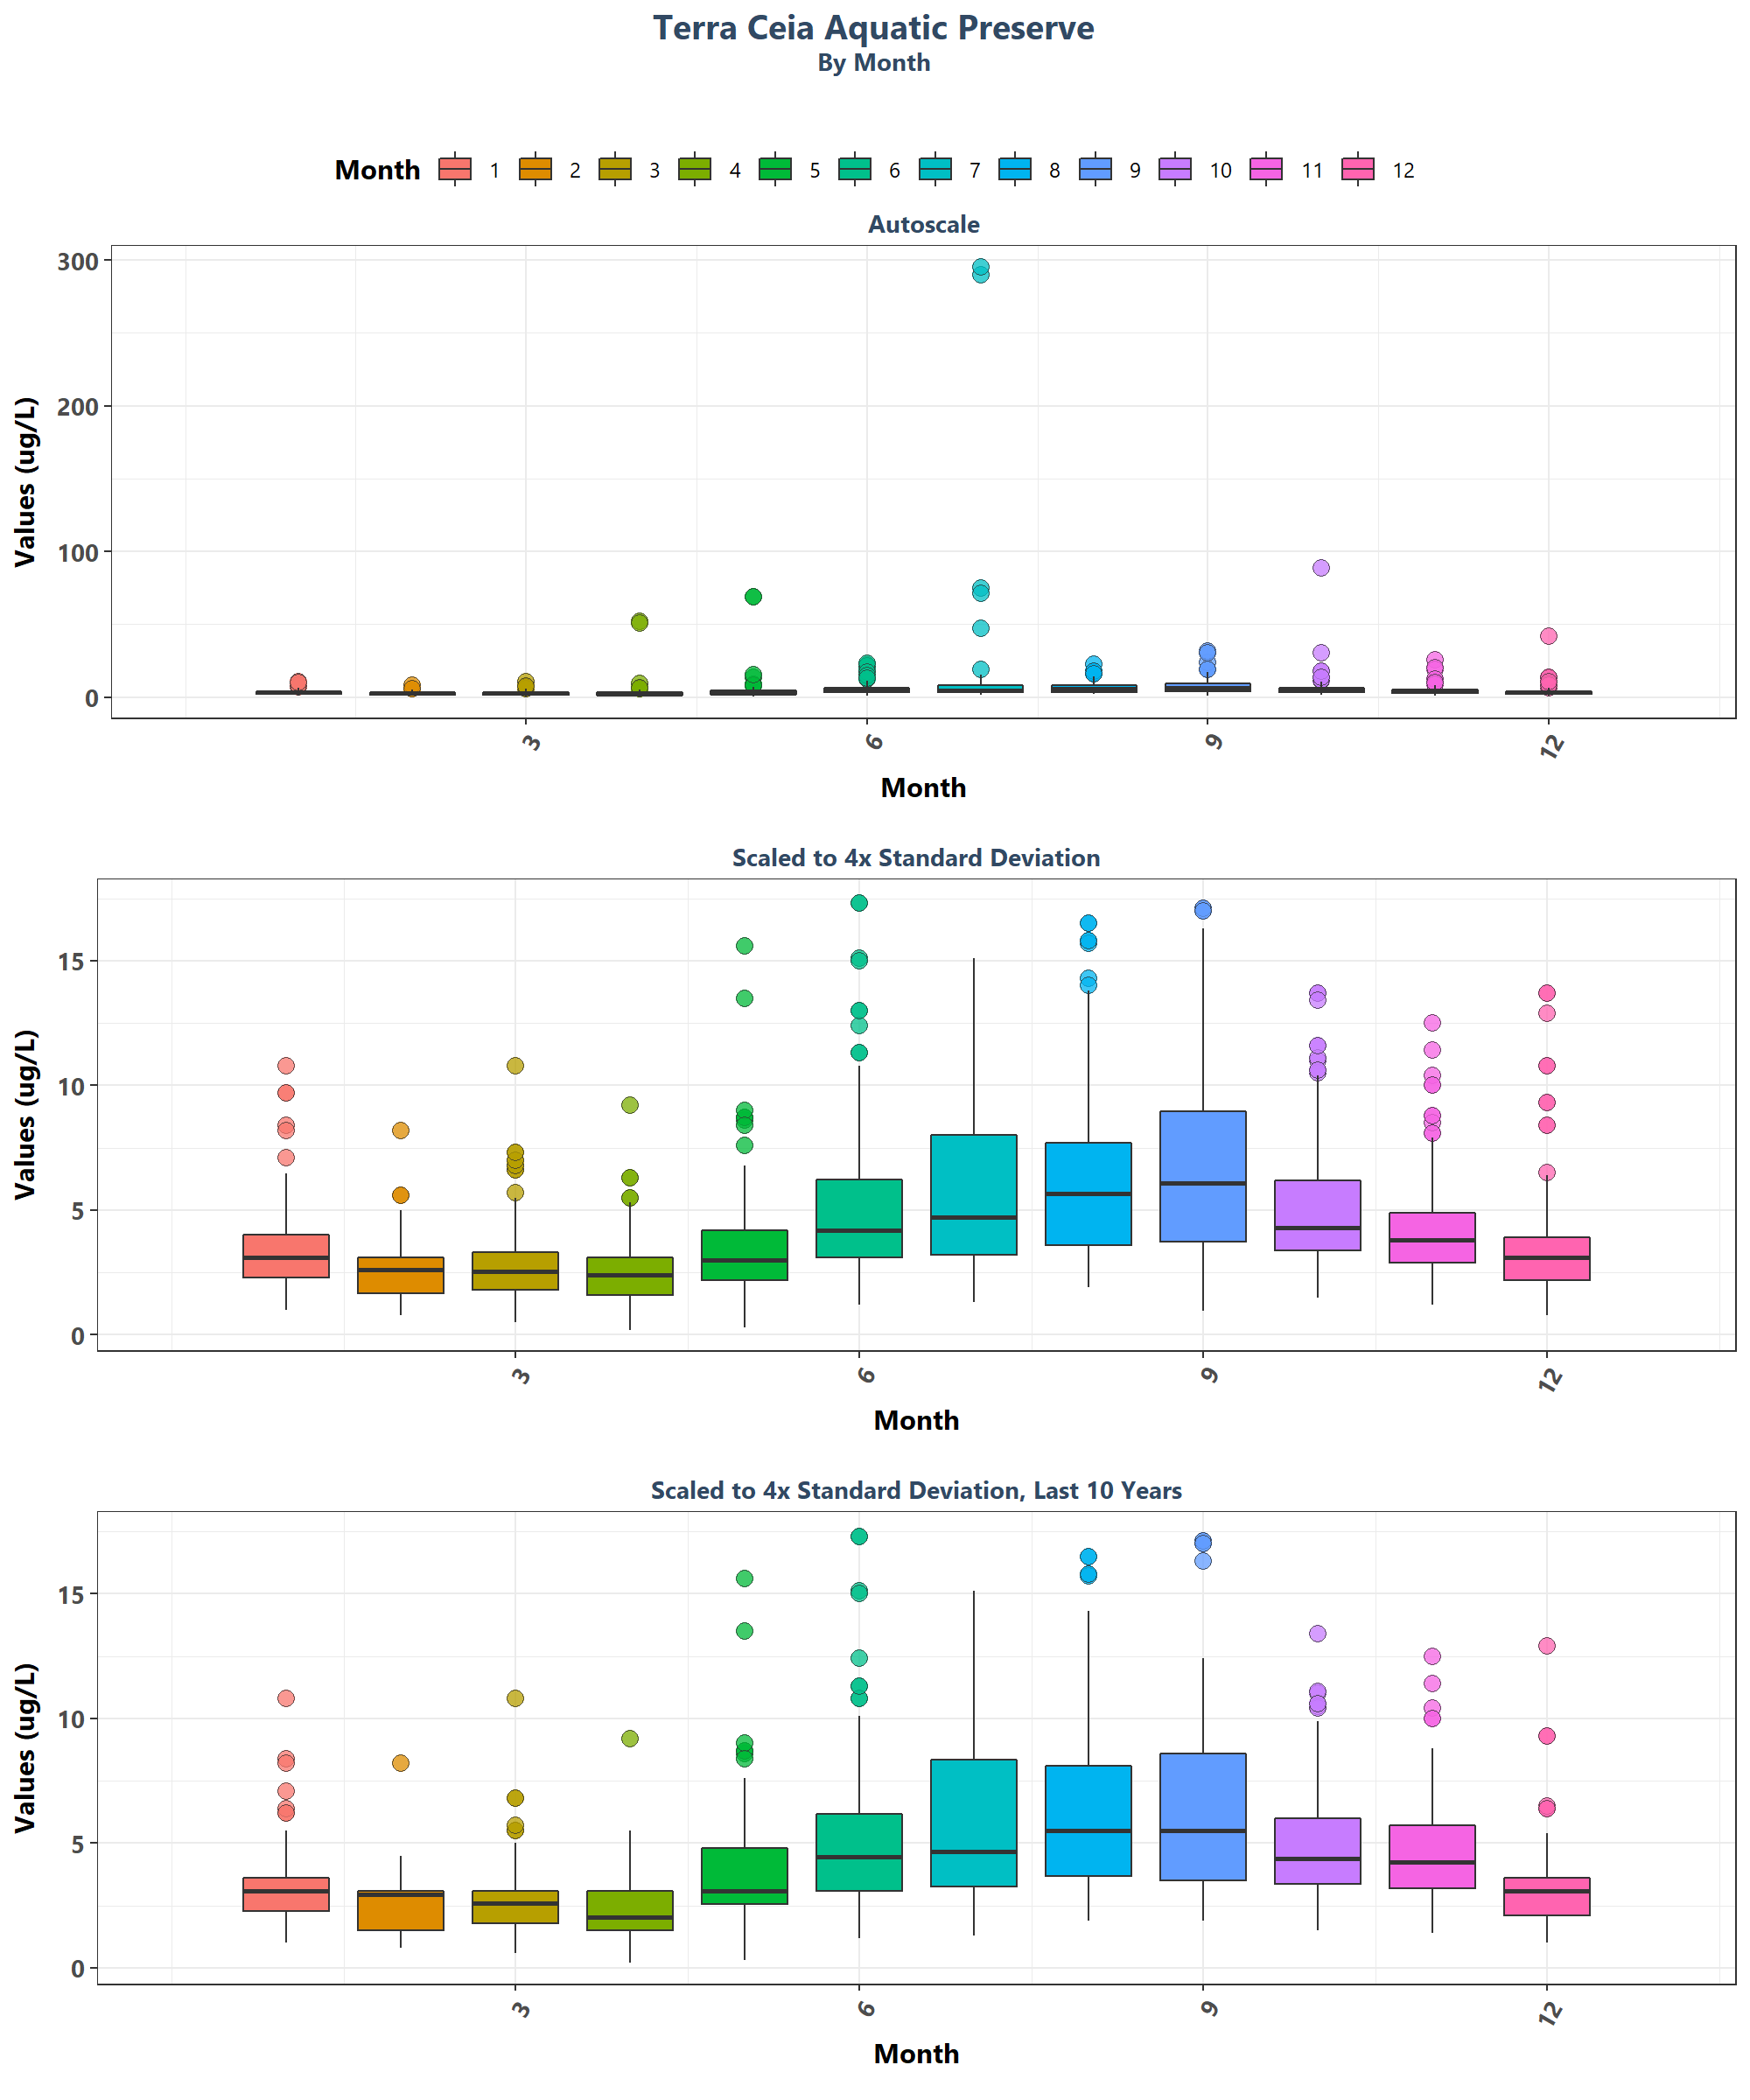 Terra Ceia Aquatic Preserve
By Month
Month 1 2 3 4 5 6 7 8 9 10 11 12
Autoscale
Values (ug/L)
300
200
100
0
3 6 9 12
Month
Scaled to 4x Standard Deviation
Values (ug/L)
15
10
5
0
3 6 9 12
Month
Scaled to 4x Standard Deviation, Last 10 Years
Values (ug/L)
15
10
5
0
3 6 9 12
Month